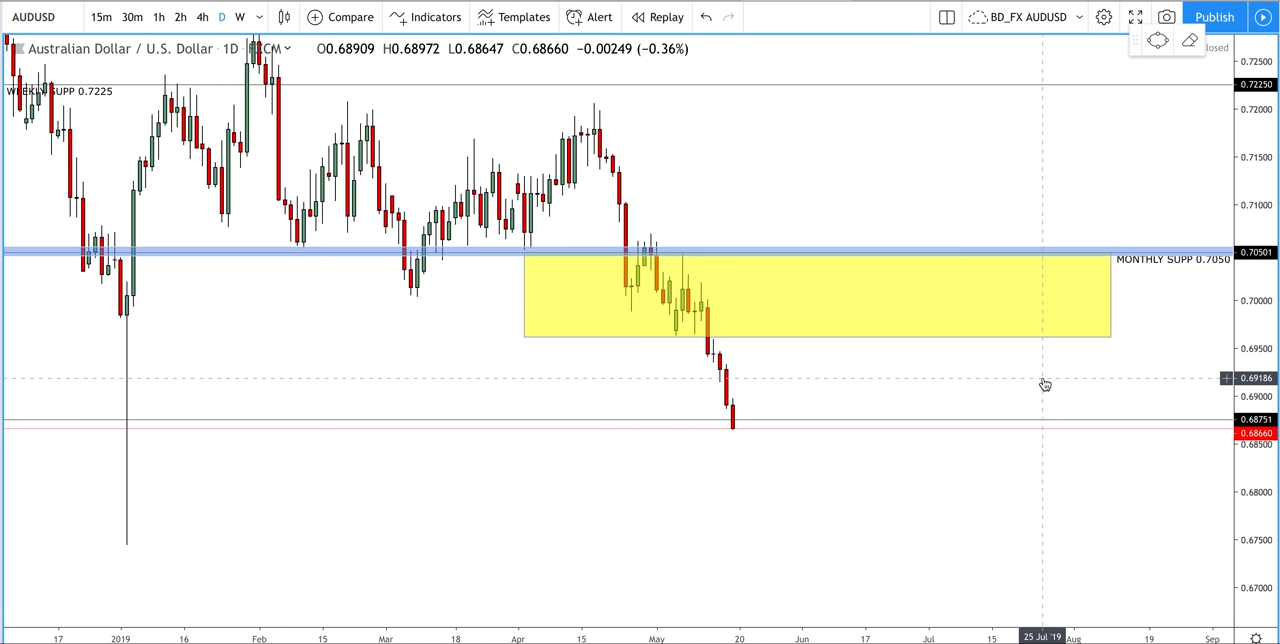 AUDUSD 15m 30m 1h 2h 4h D W Compare Indicators Templates Alert Replay BD_FX AUDUSD Publish
Australian Dollar / U.S. Dollar · 1D · FXCM O0.68909 H0.68972 L0.68647 C0.68660 −0.00249 (−0.36%)
losed
0.72500
WEEKLY SUPP 0.7225
0.72250
0.72000
0.71500
0.71000
0.70501
MONTHLY SUPP 0.7050
0.70000
0.69500
0.69186
0.69000
0.68751
0.68660
0.68500
0.68000
0.67500
0.67000
17 2019 16 Feb 15 Mar 18 Apr 15 May 20 Jun 17 Jul 15 25 Jul '19 Aug 19 Sep